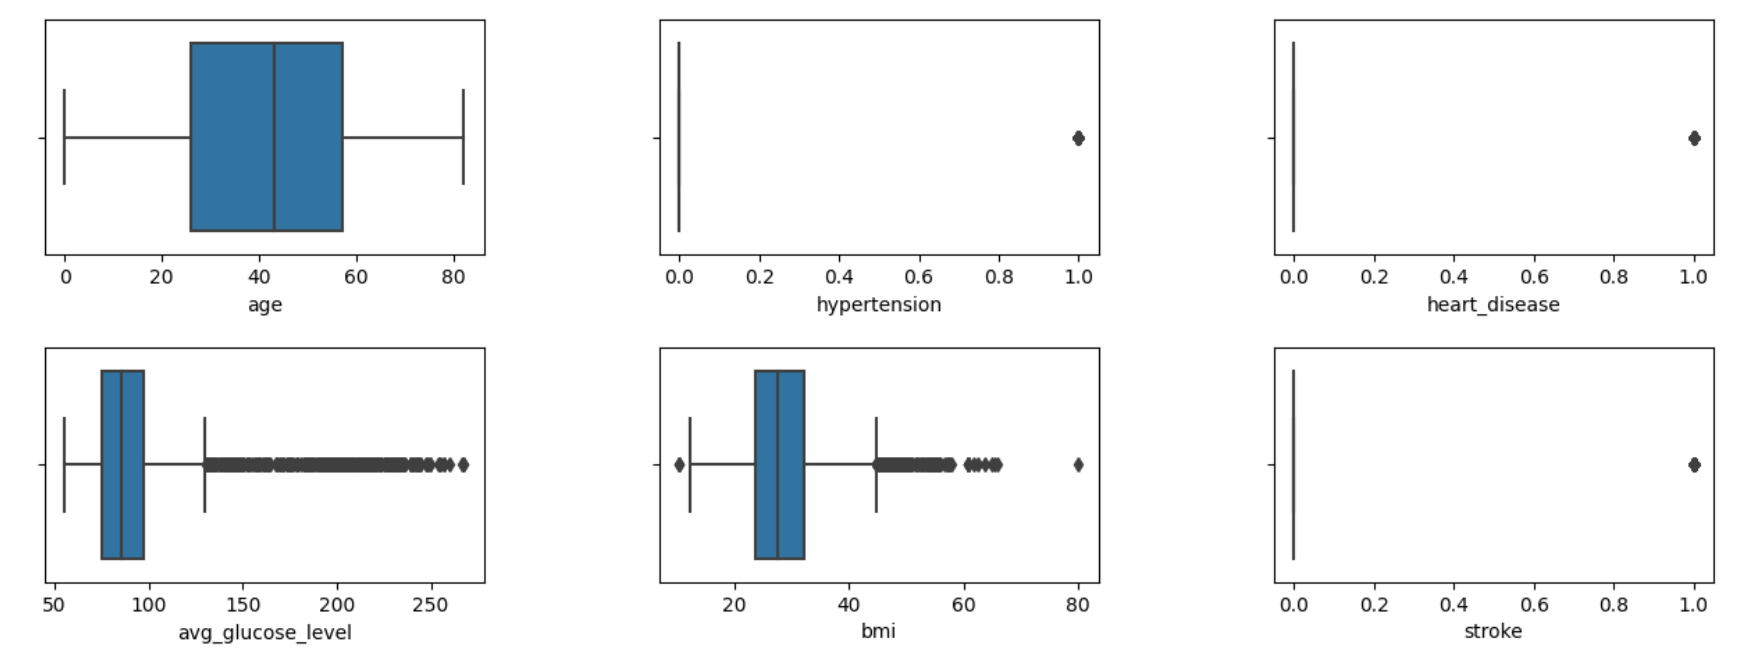 0 20 40 60 80
age
0.0 0.2 0.4 0.6 0.8 1.0
hypertension
0.0 0.2 0.4 0.6 0.8 1.0
heart_disease
50 100 150 200 250
avg_glucose_level
20 40 60 80
bmi
0.0 0.2 0.4 0.6 0.8 1.0
stroke